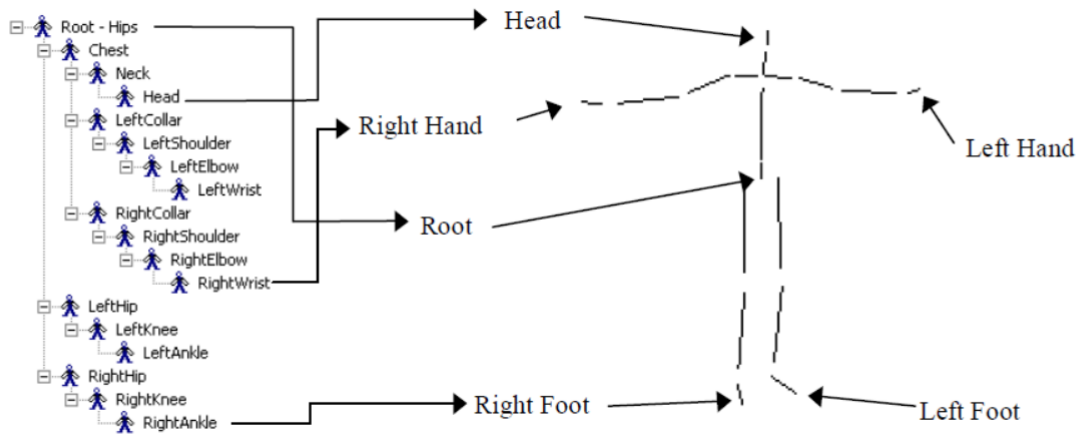 Root - Hips
Chest
Neck
Head
LeftCollar
LeftShoulder
LeftElbow
LeftWrist
RightCollar
RightShoulder
RightElbow
RightWrist
LeftHip
LeftKnee
LeftAnkle
RightHip
RightKnee
RightAnkle
Head
Right Hand
Left Hand
Root
Right Foot
Left Foot